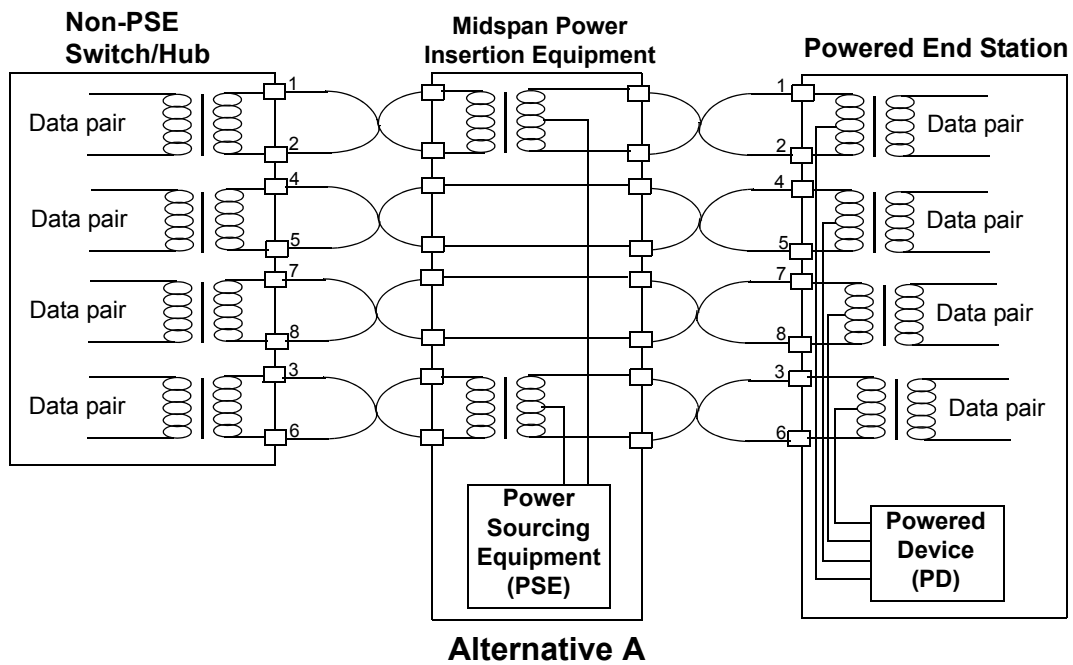 Non-PSE
Switch/Hub
Midspan Power
Insertion Equipment
Powered End Station
Data pair
1
2
1
2
Data pair
Data pair
4
5
4
5
Data pair
Data pair
7
8
7
8
Data pair
Data pair
3
6
3
6
Data pair
Power
Sourcing
Equipment
(PSE)
Powered
Device
(PD)
Alternative A